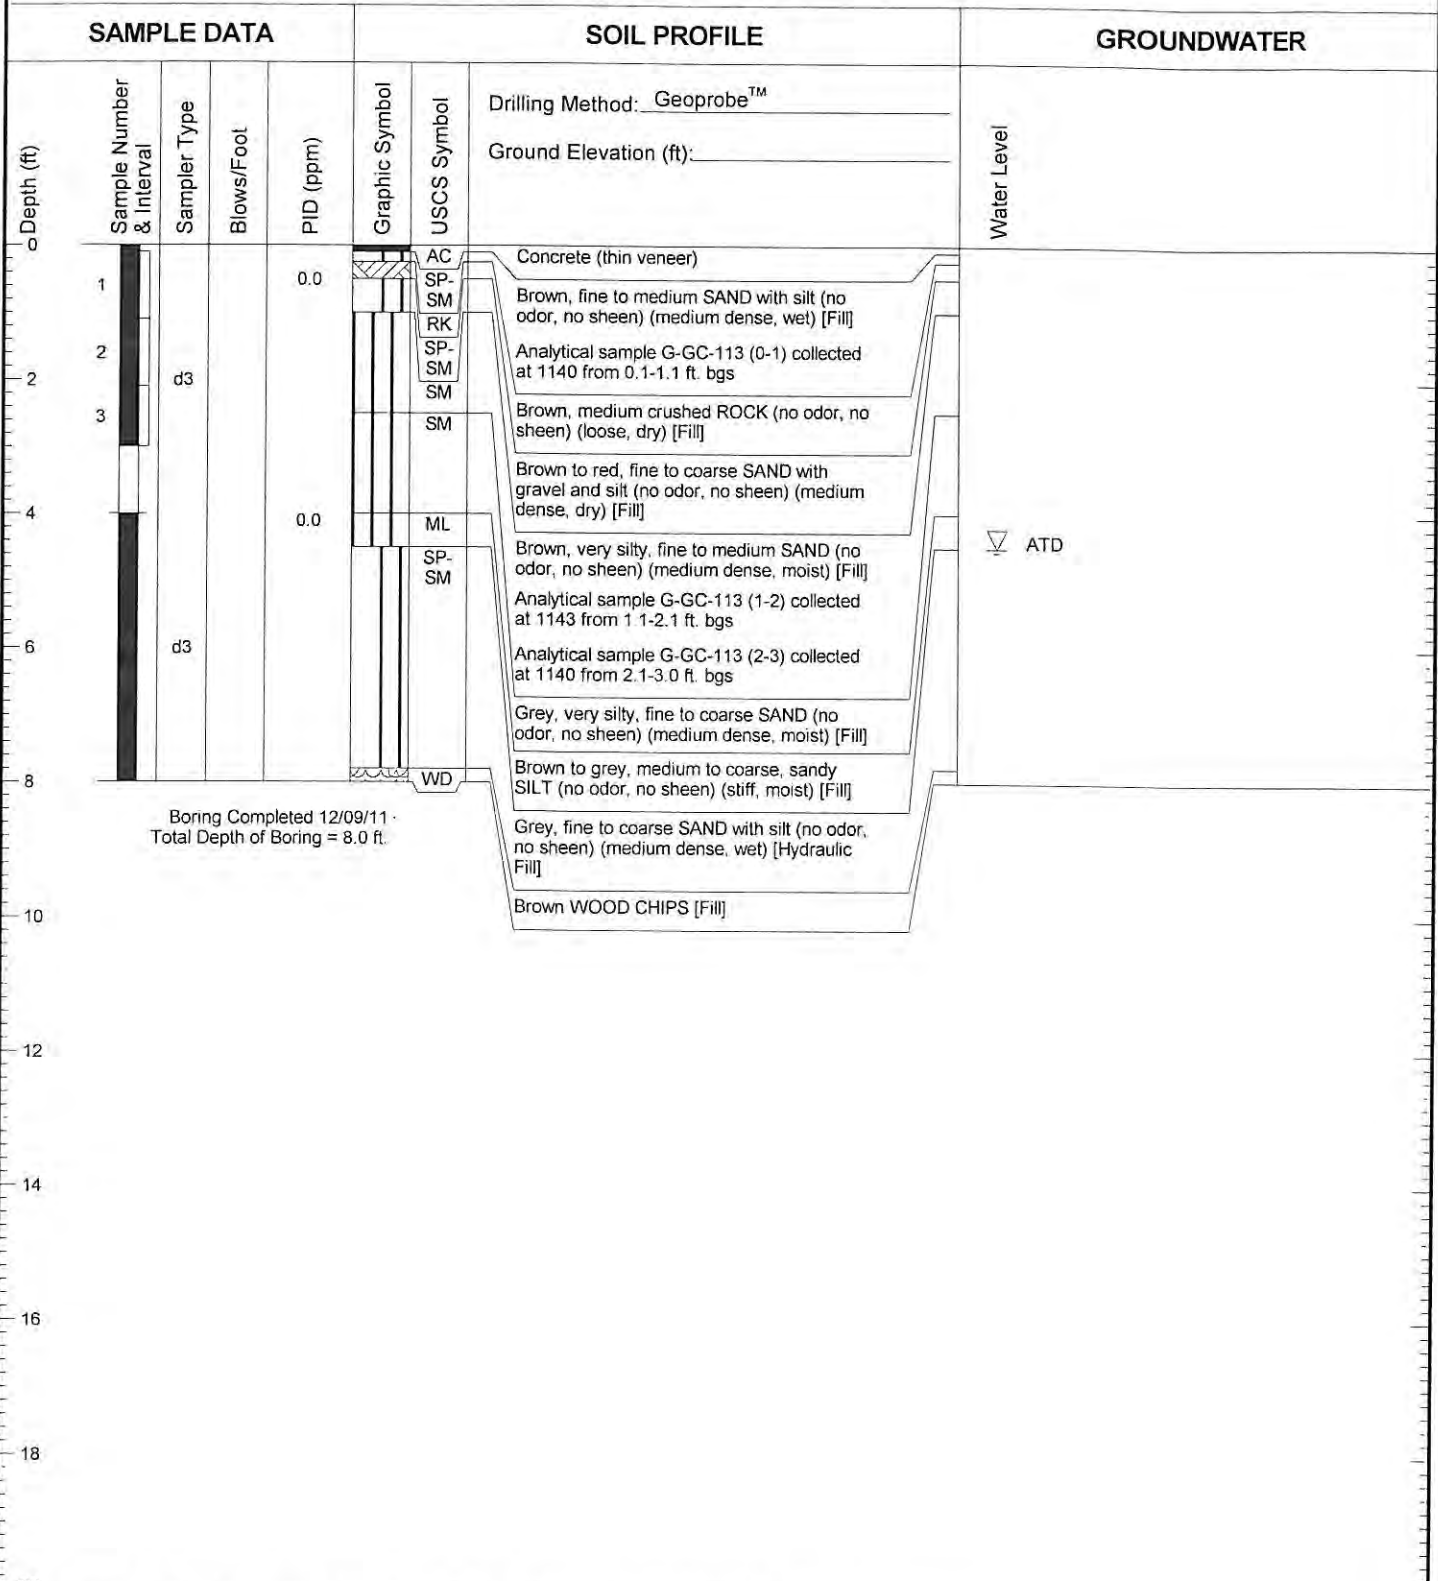 SAMPLE DATA
SOIL PROFILE
GROUNDWATER
Depth (ft)
Sample Number
& Interval
Sampler Type
Blows/Foot
PID (ppm)
Graphic Symbol
USCS Symbol
Drilling Method: Geoprobe™
Ground Elevation (ft):
Water Level
0
2
4
6
8
10
12
14
16
18
1
2
3
d3
d3
0.0
0.0
AC
SP-
SM
RK
SP-
SM
SM
SM
ML
SP-
SM
WD
Concrete (thin veneer)
Brown, fine to medium SAND with silt (no
odor, no sheen) (medium dense, wet) [Fill]
Analytical sample G-GC-113 (0-1) collected
at 1140 from 0.1-1.1 ft. bgs
Brown, medium crushed ROCK (no odor, no
sheen) (loose, dry) [Fill]
Brown to red, fine to coarse SAND with
gravel and silt (no odor, no sheen) (medium
dense, dry) [Fill]
Brown, very silty, fine to medium SAND (no
odor, no sheen) (medium dense, moist) [Fill]
Analytical sample G-GC-113 (1-2) collected
at 1143 from 1 1-2.1 ft. bgs
Analytical sample G-GC-113 (2-3) collected
at 1140 from 2.1-3.0 ft. bgs
Grey, very silty, fine to coarse SAND (no
odor, no sheen) (medium dense, moist) [Fill]
Brown to grey, medium to coarse, sandy
SILT (no odor, no sheen) (stiff, moist) [Fill]
Grey, fine to coarse SAND with silt (no odor,
no sheen) (medium dense, wet) [Hydraulic
Fill]
Brown WOOD CHIPS [Fill]
ATD
Boring Completed 12/09/11
Total Depth of Boring = 8.0 ft.